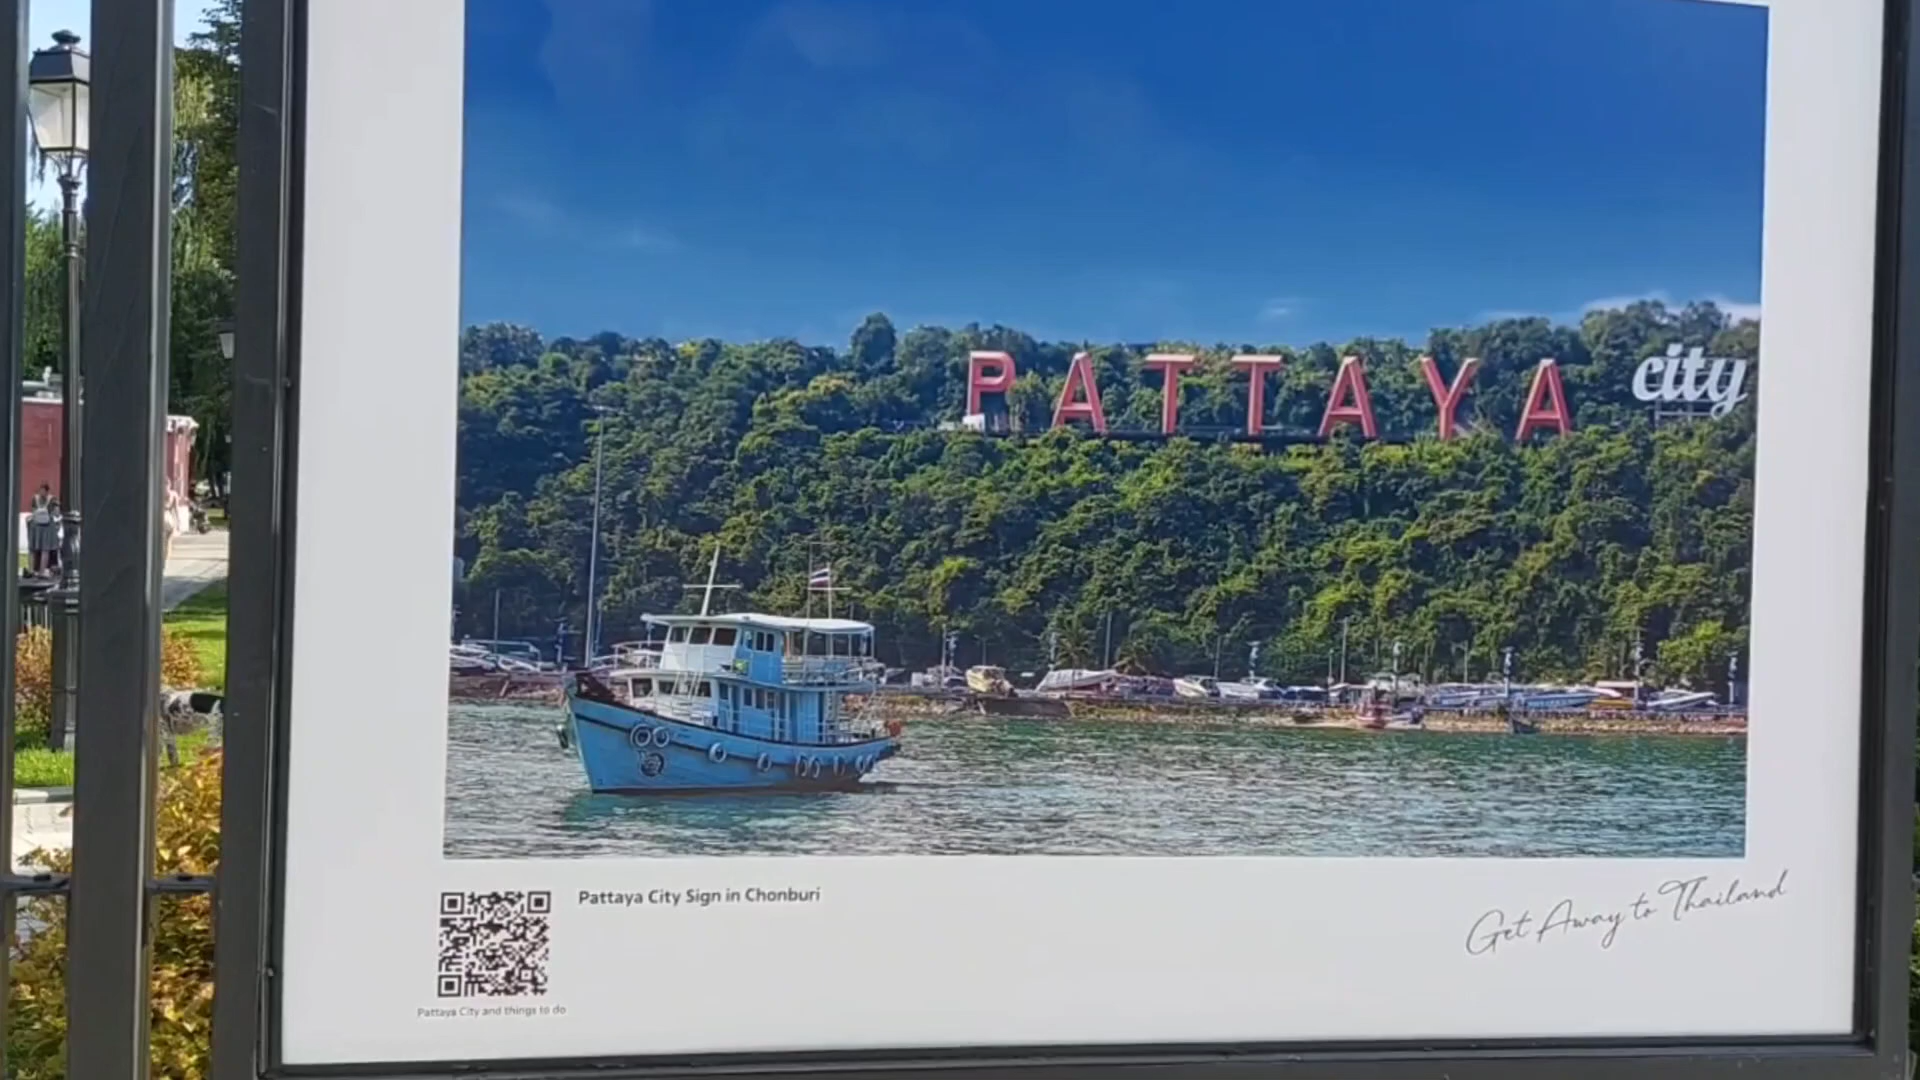 PATTAYA city
Pattaya City Sign in Chonburi
Get Away to Thailand
Pattaya City and things to do